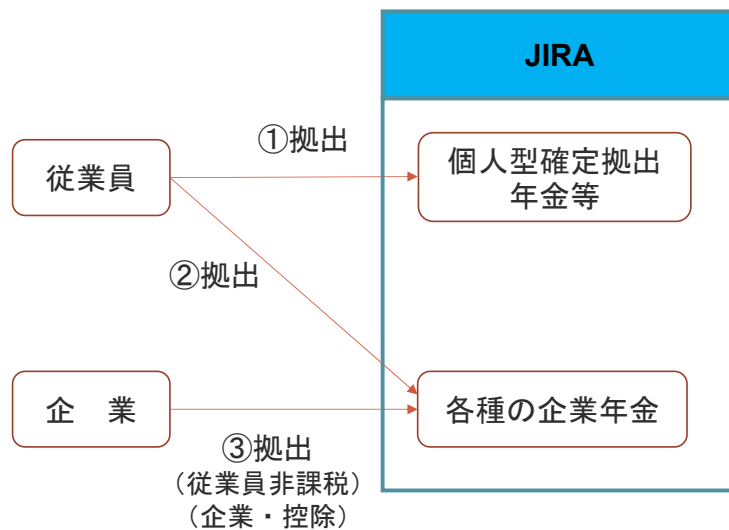 JIRA
①拠出
従業員
個人型確定拠出
年金等
②拠出
企　業
各種の企業年金
③拠出
（従業員非課税）
（企業・控除）